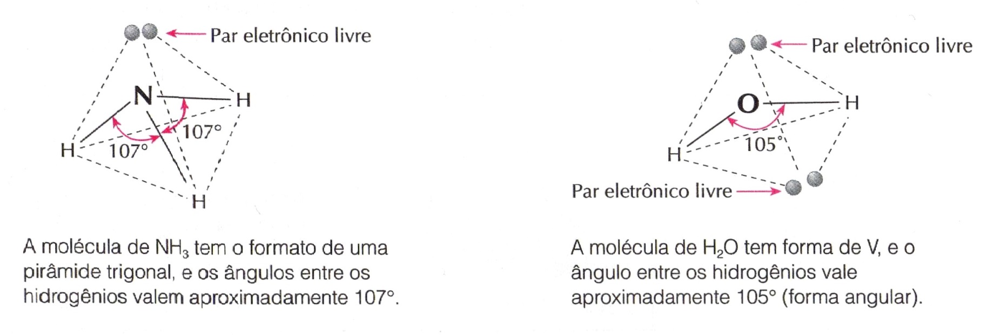 Par eletrônico livre
N
H
107°
107°
H
H
A molécula de NH₃ tem o formato de uma
pirâmide trigonal, e os ângulos entre os
hidrogênios valem aproximadamente 107°.
Par eletrônico livre
O
H
105°
H
Par eletrônico livre
A molécula de H₂O tem forma de V, e o
ângulo entre os hidrogênios vale
aproximadamente 105° (forma angular).